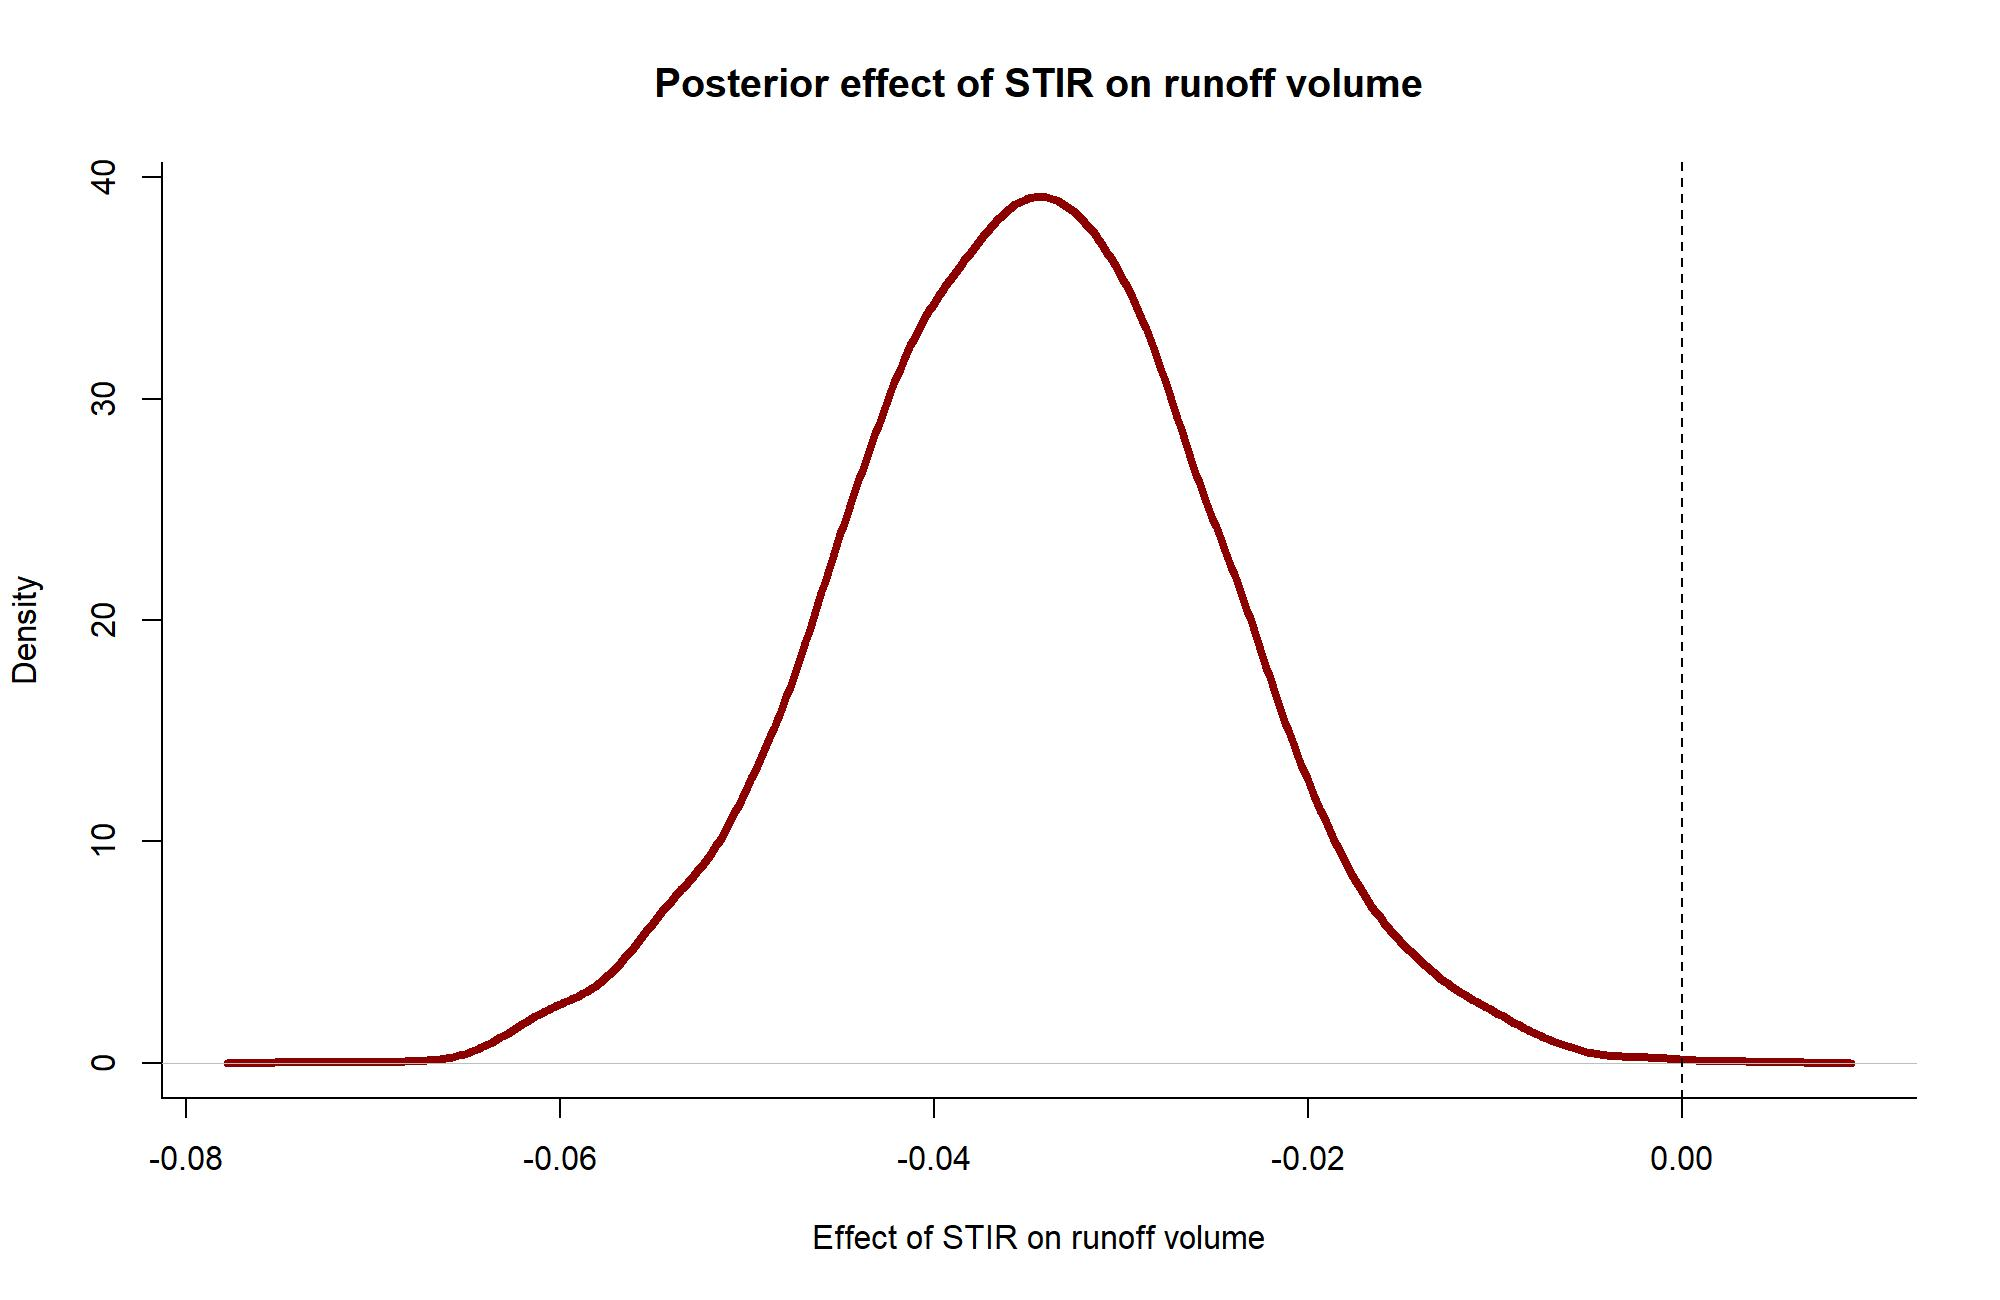 Posterior effect of STIR on runoff volume
40
30
20
10
0
Density
-0.08 -0.06 -0.04 -0.02 0.00
Effect of STIR on runoff volume